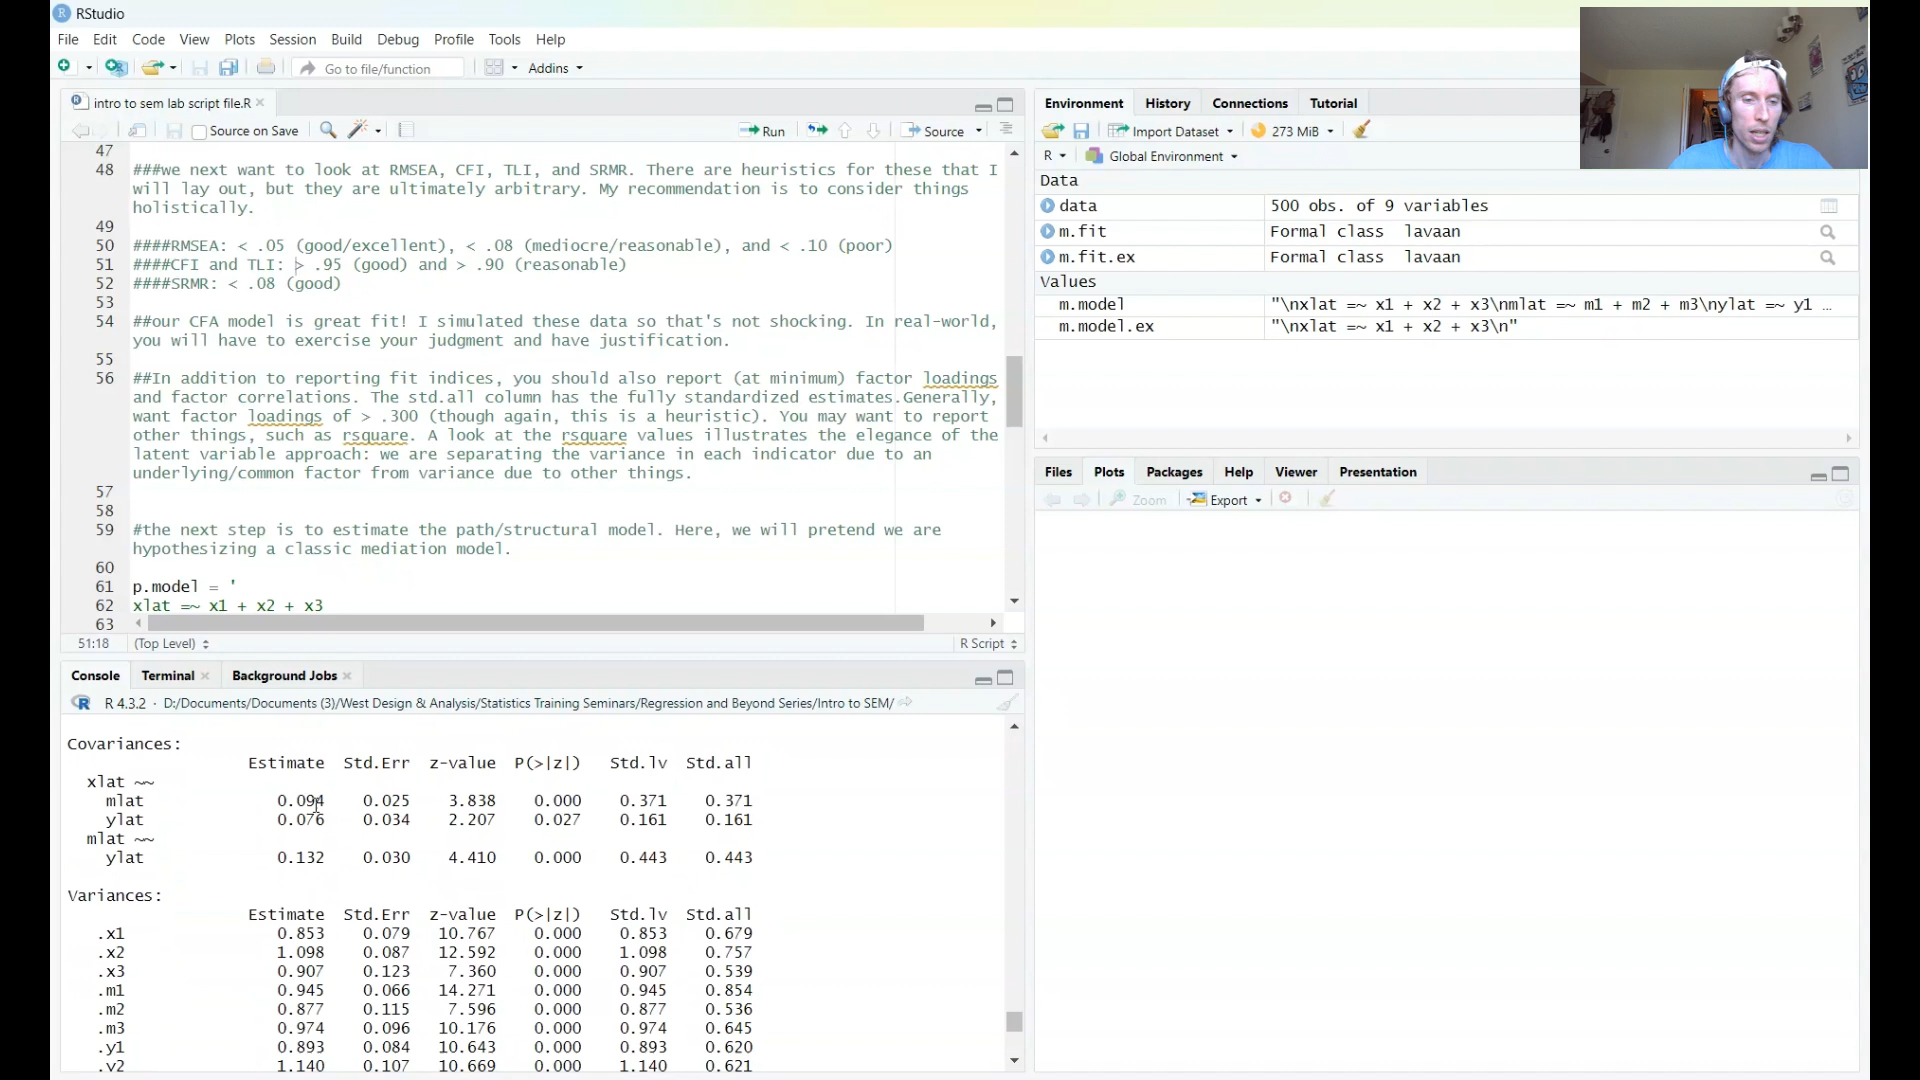 RStudio
File Edit Code View Plots Session Build Debug Profile Tools Help
Go to file/function Addins
intro to sem lab script file.R
Source on Save Run Source
47
48 ###we next want to look at RMSEA, CFI, TLI, and SRMR. There are heuristics for these that I
will lay out, but they are ultimately arbitrary. My recommendation is to consider things
holistically.
49
50 ####RMSEA: < .05 (good/excellent), < .08 (mediocre/reasonable), and < .10 (poor)
51 ####CFI and TLI: > .95 (good) and > .90 (reasonable)
52 ####SRMR: < .08 (good)
53
54 ##our CFA model is great fit! I simulated these data so that's not shocking. In real-world,
you will have to exercise your judgment and have justification.
55
56 ##In addition to reporting fit indices, you should also report (at minimum) factor loadings
and factor correlations. The std.all column has the fully standardized estimates.Generally,
want factor loadings of > .300 (though again, this is a heuristic). You may want to report
other things, such as rsquare. A look at the rsquare values illustrates the elegance of the
latent variable approach: we are separating the variance in each indicator due to an
underlying/common factor from variance due to other things.
57
58
59 #the next step is to estimate the path/structural model. Here, we will pretend we are
hypothesizing a classic mediation model.
60
61 p.model = '
62 xlat =~ x1 + x2 + x3
63
51:18 (Top Level) R Script
Console Terminal Background Jobs
R 4.3.2 · D:/Documents/Documents (3)/West Design & Analysis/Statistics Training Seminars/Regression and Beyond Series/Intro to SEM/
Covariances:
Estimate Std.Err z-value P(>|z|) Std.lv Std.all
xlat ~~
mlat 0.094 0.025 3.838 0.000 0.371 0.371
ylat 0.076 0.034 2.207 0.027 0.161 0.161
mlat ~~
ylat 0.132 0.030 4.410 0.000 0.443 0.443
Variances:
Estimate Std.Err z-value P(>|z|) Std.lv Std.all
.x1 0.853 0.079 10.767 0.000 0.853 0.679
.x2 1.098 0.087 12.592 0.000 1.098 0.757
.x3 0.907 0.123 7.360 0.000 0.907 0.539
.m1 0.945 0.066 14.271 0.000 0.945 0.854
.m2 0.877 0.115 7.596 0.000 0.877 0.536
.m3 0.974 0.096 10.176 0.000 0.974 0.645
.y1 0.893 0.084 10.643 0.000 0.893 0.620
.y2 1.140 0.107 10.669 0.000 1.140 0.621
Environment History Connections Tutorial
Import Dataset 273 MiB
R Global Environment
Data
data 500 obs. of 9 variables
m.fit Formal class lavaan
m.fit.ex Formal class lavaan
Values
m.model "\nxlat =~ x1 + x2 + x3\nmlat =~ m1 + m2 + m3\nylat =~ y1 …
m.model.ex "\nxlat =~ x1 + x2 + x3\n"
Files Plots Packages Help Viewer Presentation
Zoom Export